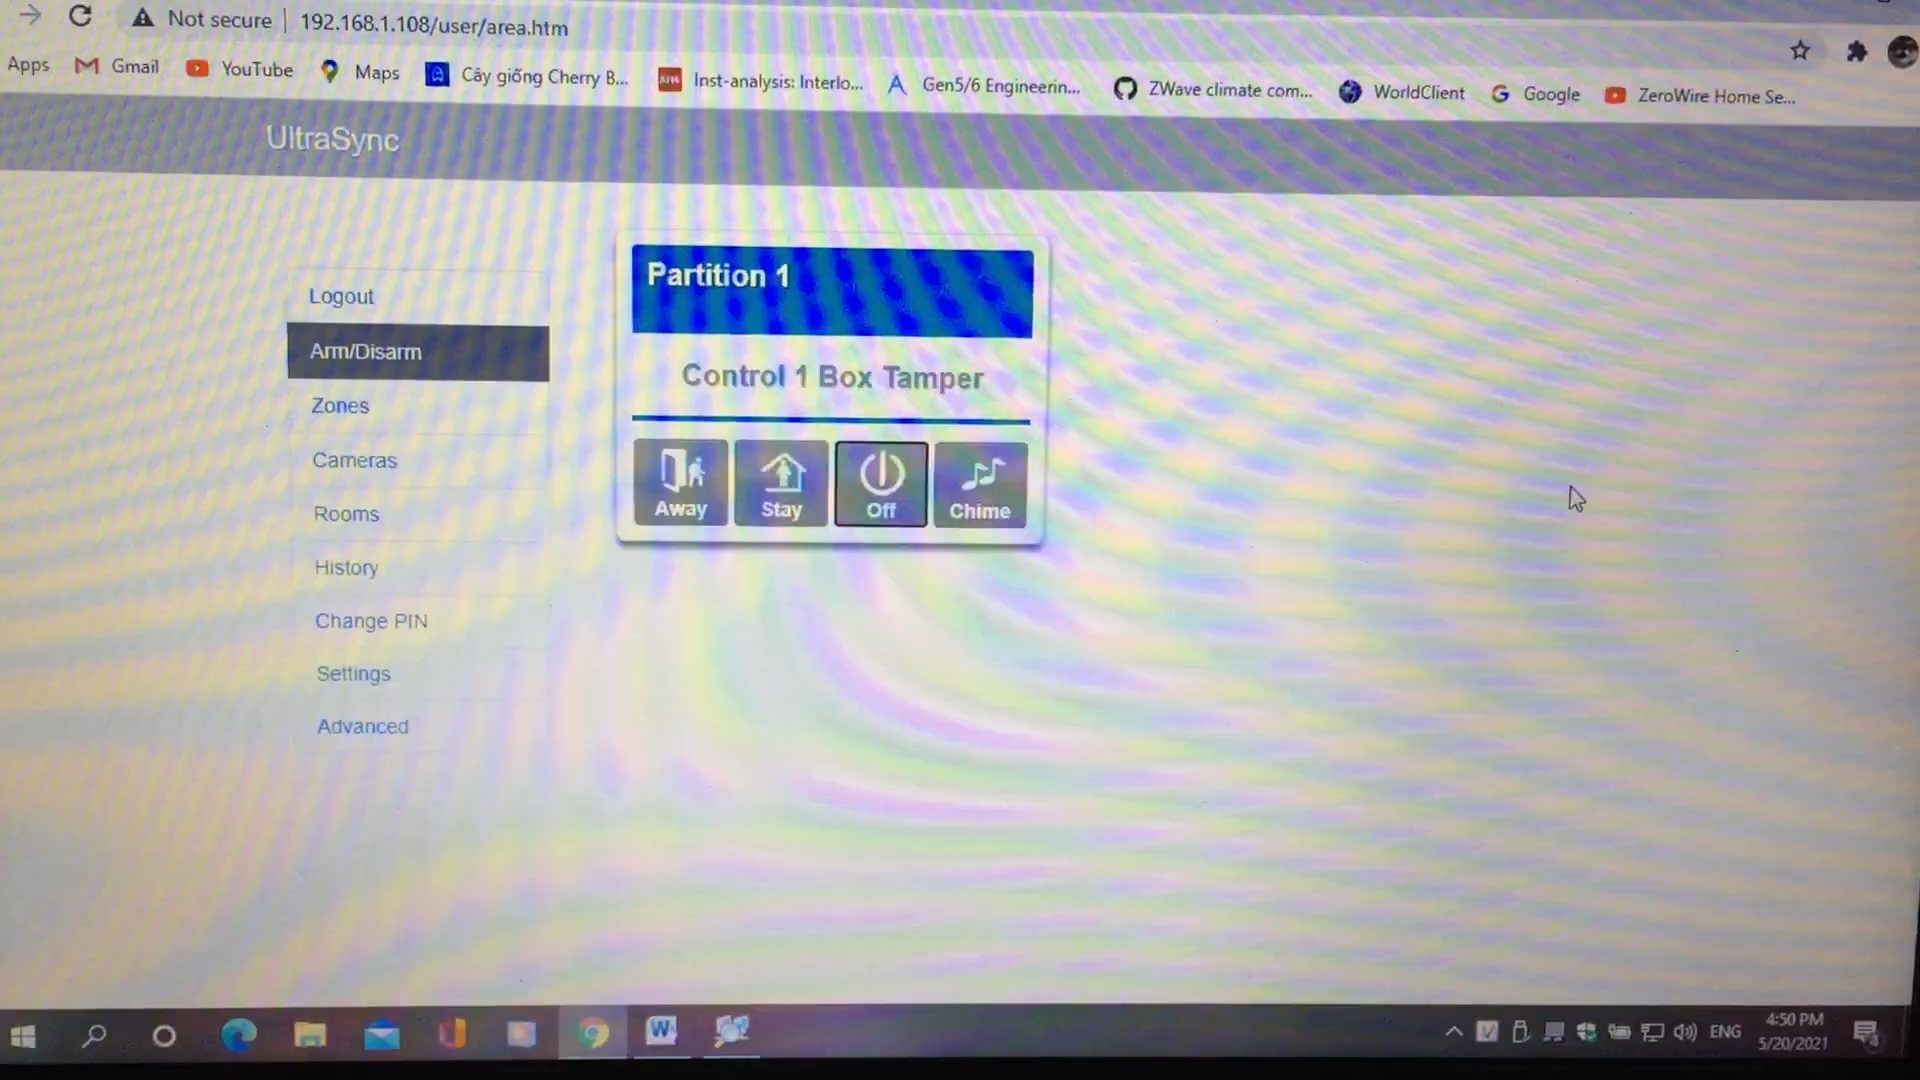 Not secure
192.168.1.108/user/area.htm
Apps
Gmail
YouTube
Maps
Cây giống Cherry B...
Inst-analysis: Interlo...
Gen5/6 Engineerin...
ZWave climate com...
WorldClient
Google
ZeroWire Home Se...
UltraSync
Logout
Arm/Disarm
Zones
Cameras
Rooms
History
Change PIN
Settings
Advanced
Partition 1
Control 1 Box Tamper
Away
Stay
Off
Chime
ENG
4:50 PM
5/20/2021